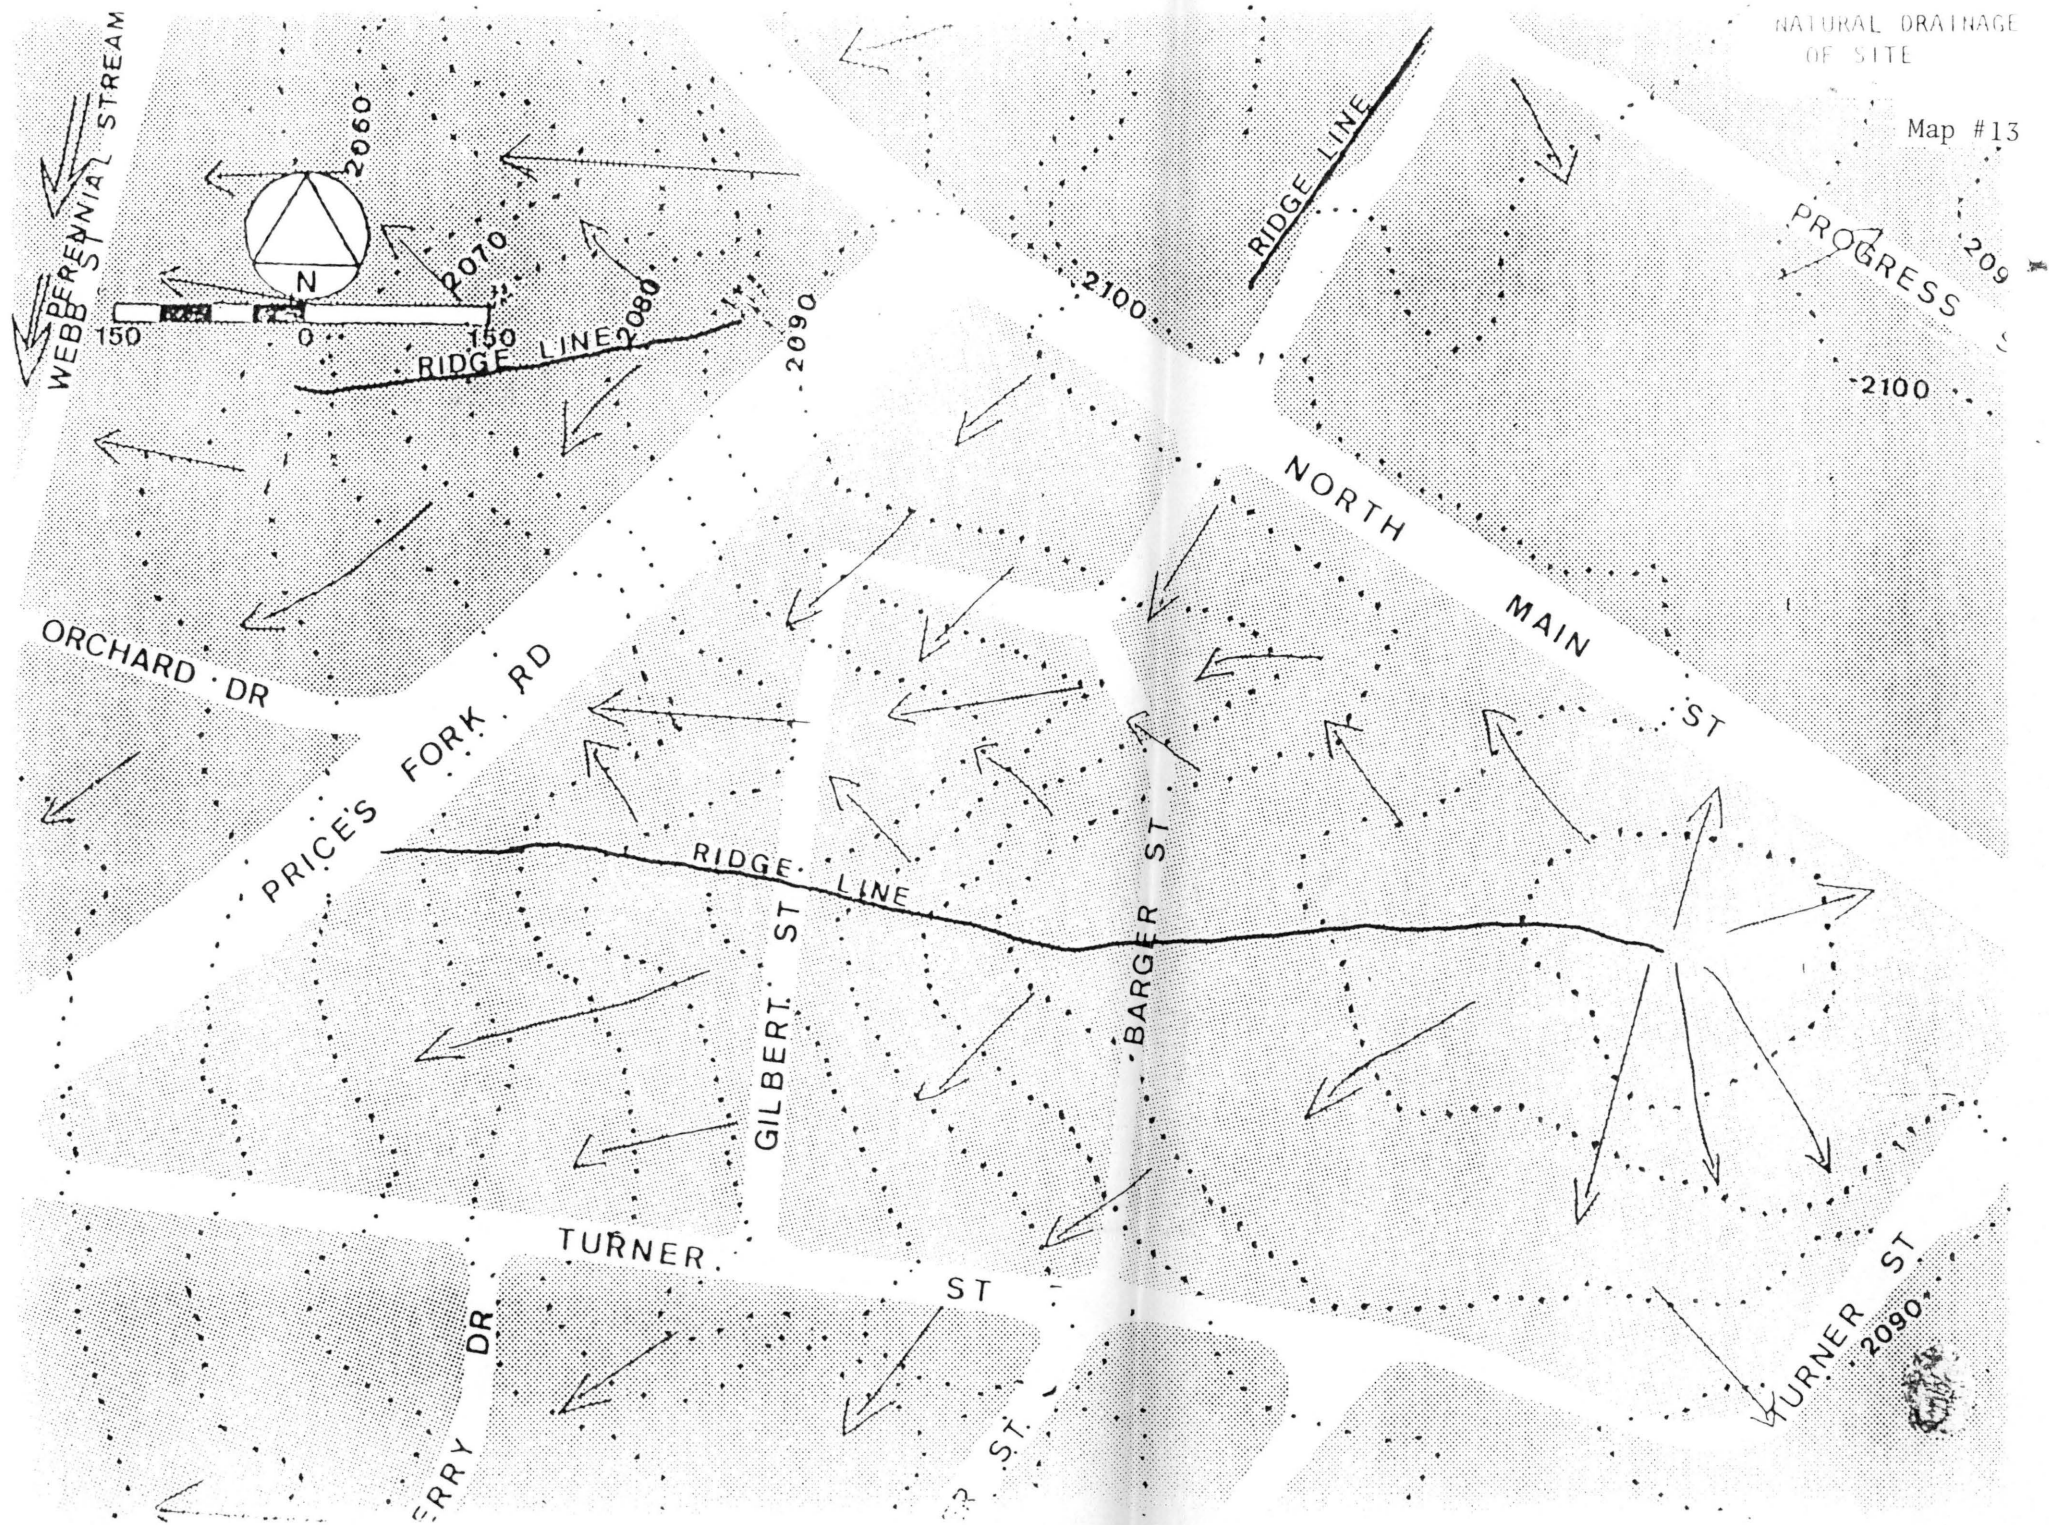 NATURAL DRAINAGE
OF SITE
Map #13
PERENNIAL STREAM
WEBB ST
2060
2070
2080
2090
N
150 0 150
RIDGE LINE
RIDGE LINE
2100
PROGRESS
209
2100
NORTH MAIN ST
ORCHARD DR
PRICE'S FORK RD
RIDGE LINE
GILBERT ST
BARGER ST
TURNER ST
DR
ERRY
ST.
TURNER ST
2090